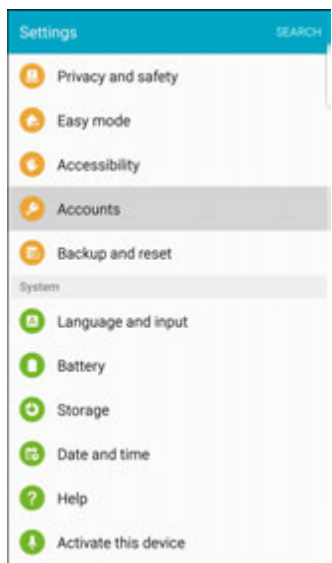 Settings
SEARCH
Privacy and safety
Easy mode
Accessibility
Accounts
Backup and reset
System
Language and input
Battery
Storage
Date and time
Help
Activate this device